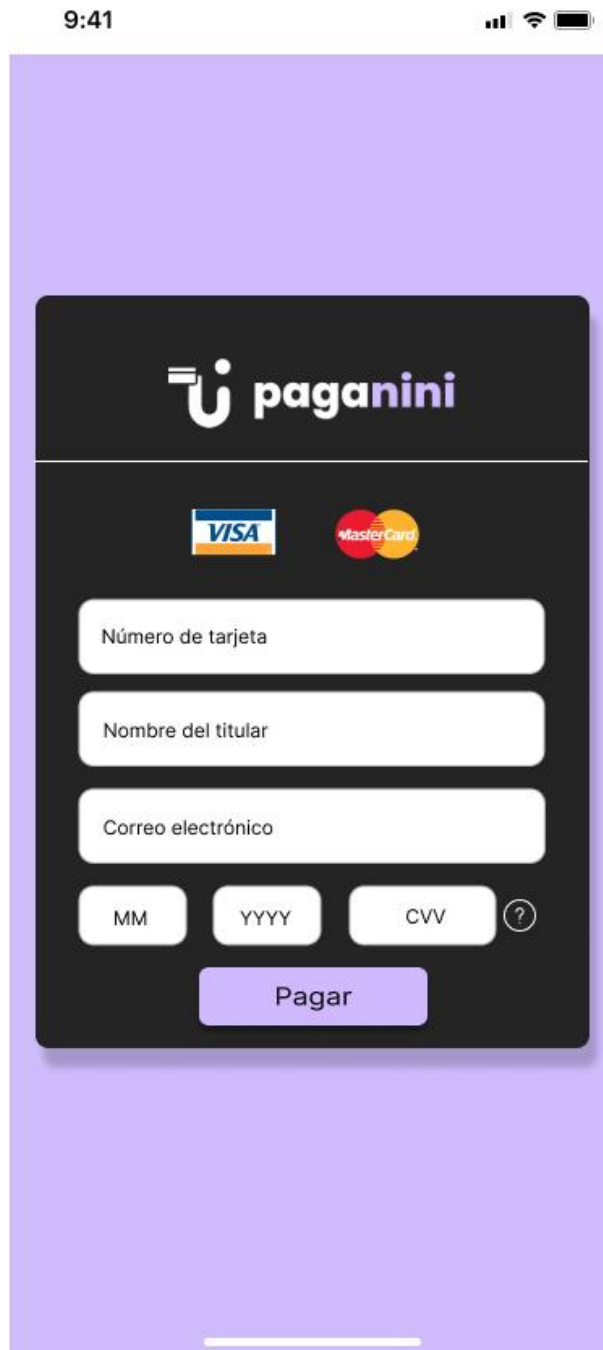 9:41
paganini
VISA
MasterCard
Número de tarjeta
Nombre del titular
Correo electrónico
MM YYYY CVV ?
Pagar